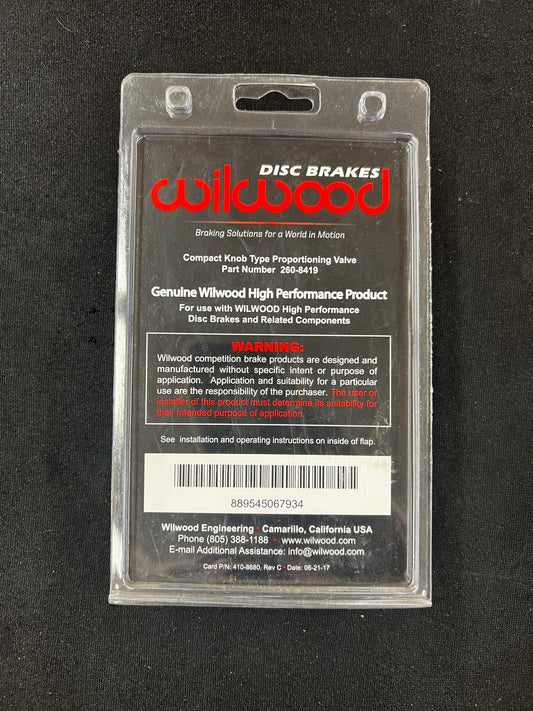 DISC BRAKES
wilwood
Braking Solutions for a World in Motion
Compact Knob Type Proportioning Valve
Part Number 260-8419
Genuine Wilwood High Performance Product
For use with WILWOOD High Performance
Disc Brakes and Related Components
WARNING:
Wilwood competition brake products are designed and
manufactured without specific intent or purpose of
application. Application and suitability for a particular
use are the responsibility of the purchaser. The user or
installer of this product must determine its suitability for
their intended purpose of application.
See installation and operating instructions on inside of flap.
889545067934
Wilwood Engineering • Camarillo, California USA
Phone (805) 388-1188 • www.wilwood.com
E-mail Additional Assistance: info@wilwood.com
Card P/N: 410-8680, Rev C • Date: 06-21-17